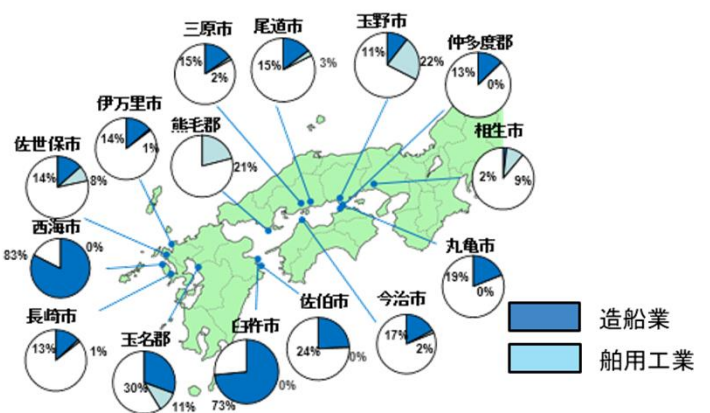 三原市
15%
2%
尾道市
15%
3%
玉野市
11%
22%
仲多度郡
13%
0%
伊万里市
14%
1%
熊毛郡
21%
相生市
2%
9%
佐世保市
14%
8%
西海市
83%
0%
丸亀市
19%
0%
長崎市
13%
1%
玉名郡
30%
11%
臼杵市
73%
0%
佐伯市
24%
0%
今治市
17%
2%
造船業
舶用工業